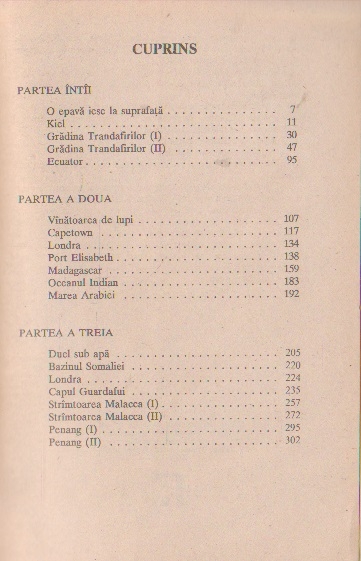 CUPRINS
PARTEA ÎNTÎI
O epavă iese la suprafață . . . . . . . . . . . . . . . 7
Kiel . . . . . . . . . . . . . . . . . . . . . . . . . . . . 11
Grădina Trandafirilor (I) . . . . . . . . . . . . . . . . 30
Grădina Trandafirilor (II) . . . . . . . . . . . . . . . 47
Ecuator . . . . . . . . . . . . . . . . . . . . . . . . . . 95
PARTEA A DOUA
Vînătoarea de lupi . . . . . . . . . . . . . . . . . . . 107
Capetown . . . . . . . . . . . . . . . . . . . . . . . . 117
Londra . . . . . . . . . . . . . . . . . . . . . . . . . . 134
Port Elisabeth . . . . . . . . . . . . . . . . . . . . . . 138
Madagascar . . . . . . . . . . . . . . . . . . . . . . . 159
Oceanul Indian . . . . . . . . . . . . . . . . . . . . . 183
Marea Arabiei . . . . . . . . . . . . . . . . . . . . . . 192
PARTEA A TREIA
Duel sub apă . . . . . . . . . . . . . . . . . . . . . . 205
Bazinul Somaliei . . . . . . . . . . . . . . . . . . . . 220
Londra . . . . . . . . . . . . . . . . . . . . . . . . . . 224
Capul Guardafui . . . . . . . . . . . . . . . . . . . . 235
Strîmtoarea Malacca (I) . . . . . . . . . . . . . . . . 257
Strîmtoarea Malacca (II) . . . . . . . . . . . . . . . 272
Penang (I) . . . . . . . . . . . . . . . . . . . . . . . . 295
Penang (II) . . . . . . . . . . . . . . . . . . . . . . . 302